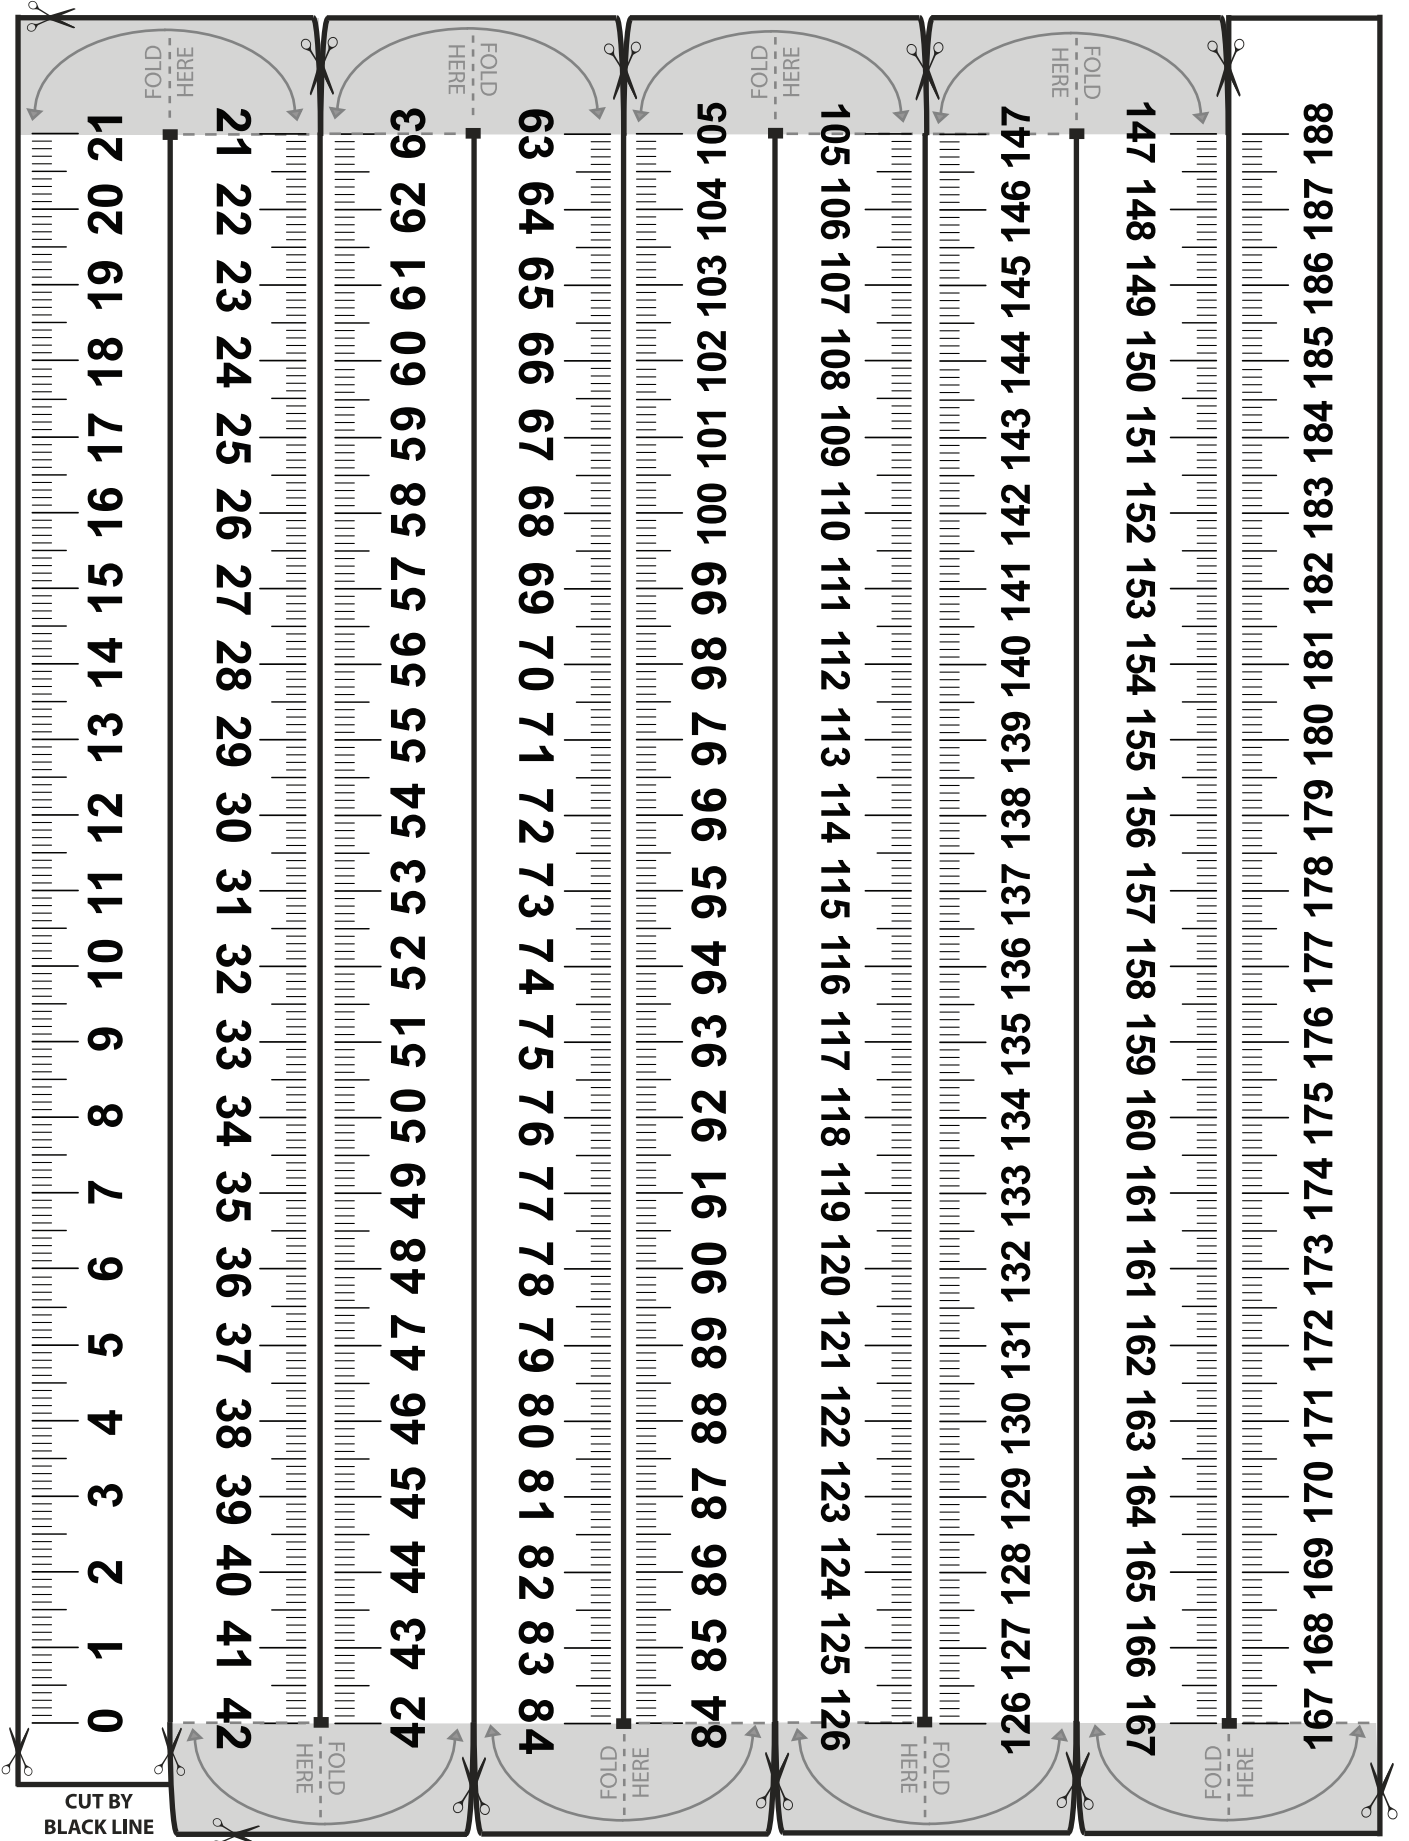 FOLD
HERE
FOLD
HERE
FOLD
HERE
FOLD
HERE
0 1 2 3 4 5 6 7 8 9 10 11 12 13 14 15 16 17 18 19 20 21
21 22 23 24 25 26 27 28 29 30 31 32 33 34 35 36 37 38 39 40 41 42
42 43 44 45 46 47 48 49 50 51 52 53 54 55 56 57 58 59 60 61 62 63
63 64 65 66 67 68 69 70 71 72 73 74 75 76 77 78 79 80 81 82 83 84
84 85 86 87 88 89 90 91 92 93 94 95 96 97 98 99 100 101 102 103 104 105
105 106 107 108 109 110 111 112 113 114 115 116 117 118 119 120 121 122 123 124 125 126
126 127 128 129 130 131 132 133 134 135 136 137 138 139 140 141 142 143 144 145 146 147
147 148 149 150 151 152 153 154 155 156 157 158 159 160 161 161 162 163 164 165 166 167
167 168 169 170 171 172 173 174 175 176 177 178 179 180 181 182 183 184 185 186 187 188
FOLD
HERE
FOLD
HERE
FOLD
HERE
FOLD
HERE
CUT BY
BLACK LINE